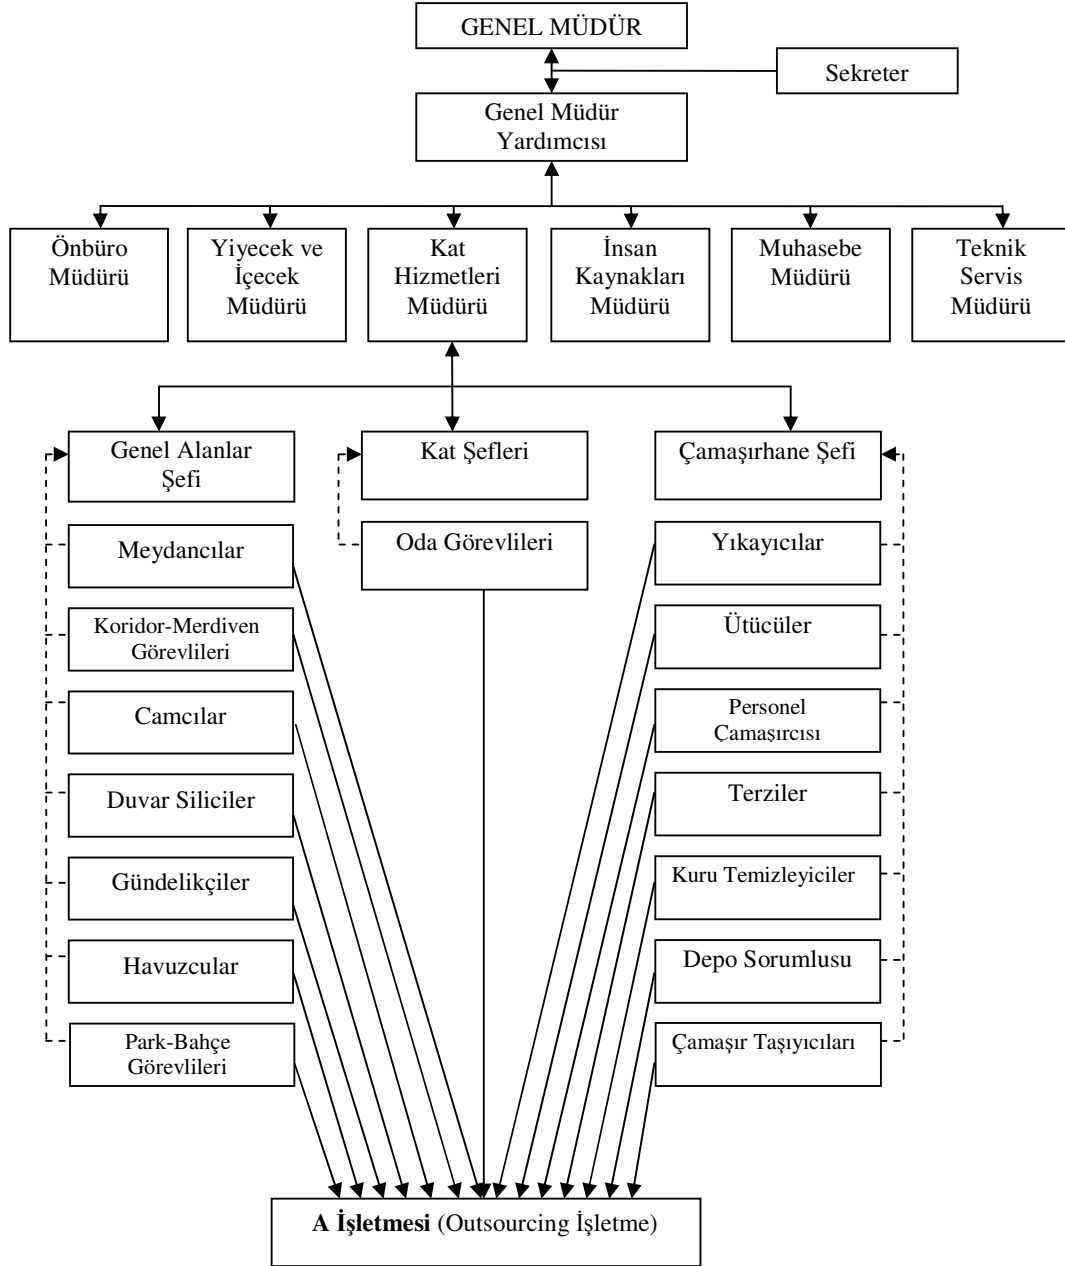 GENEL MÜDÜR
Sekreter
Genel Müdür
Yardımcısı
Önbüro
Müdürü
Yiyecek ve
İçecek
Müdürü
Kat
Hizmetleri
Müdürü
İnsan
Kaynakları
Müdürü
Muhasebe
Müdürü
Teknik
Servis
Müdürü
Genel Alanlar
Şefi
Kat Şefleri
Çamaşırhane Şefi
Meydancılar
Oda Görevlileri
Yıkayıcılar
Koridor-Merdiven
Görevlileri
Ütücüler
Camcılar
Personel
Çamaşırcısı
Duvar Siliciler
Terziler
Gündelikçiler
Kuru Temizleyiciler
Havuzcular
Depo Sorumlusu
Park-Bahçe
Görevlileri
Çamaşır Taşıyıcıları
A İşletmesi (Outsourcing İşletme)